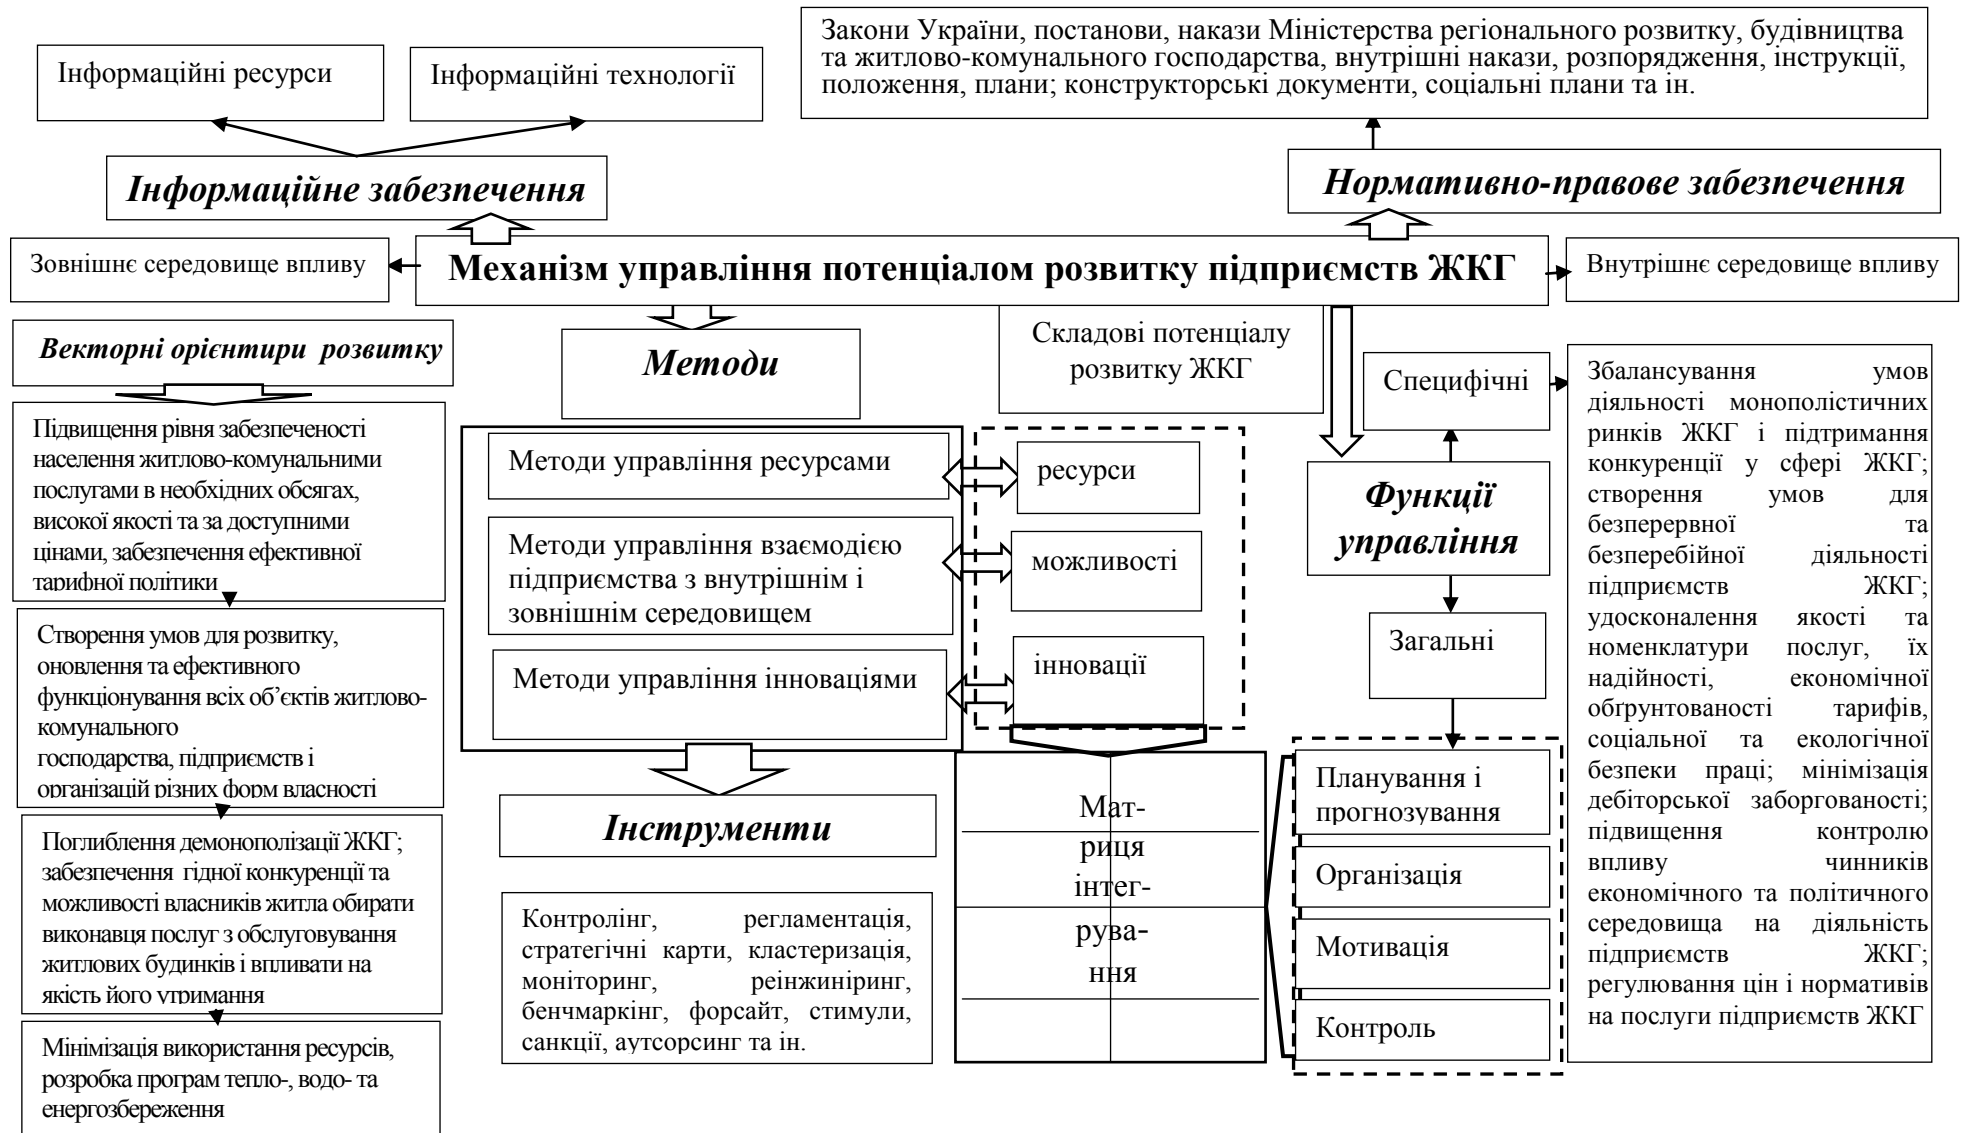 Закони України, постанови, накази Міністерства регіонального розвитку, будівництва
та житлово-комунального господарства, внутрішні накази, розпорядження, інструкції,
положення, плани; конструкторські документи, соціальні плани та ін.
Інформаційні ресурси
Інформаційні технології
Інформаційне забезпечення
Нормативно-правове забезпечення
Зовнішнє середовище впливу
Механізм управління потенціалом розвитку підприємств ЖКГ
Внутрішнє середовище впливу
Векторні орієнтири розвитку
Підвищення рівня забезпеченості
населення житлово-комунальними
послугами в необхідних обсягах,
високої якості та за доступними
цінами, забезпечення ефективної
тарифної політики
Створення умов для розвитку,
оновлення та ефективного
функціонування всіх об’єктів житлово-
комунального
господарства, підприємств і
організацій різних форм власності
Поглиблення демонополізації ЖКГ;
забезпечення гідної конкуренції та
можливості власників житла обирати
виконавця послуг з обслуговування
житлових будинків і впливати на
якість його утримання
Мінімізація використання ресурсів,
розробка програм тепло-, водо- та
енергозбереження
Методи
Методи управління ресурсами
Методи управління взаємодією
підприємства з внутрішнім і
зовнішнім середовищем
Методи управління інноваціями
Інструменти
Контролінг, регламентація,
стратегічні карти, кластеризація,
моніторинг, реінжиніринг,
бенчмаркінг, форсайт, стимули,
санкції, аутсорсинг та ін.
Складові потенціалу
розвитку ЖКГ
ресурси
можливості
інновації
Мат-
риця
інтег-
рува-
ння
Специфічні
Функції
управління
Загальні
Планування і
прогнозування
Організація
Мотивація
Контроль
Збалансування умов
діяльності монополістичних
ринків ЖКГ і підтримання
конкуренції у сфері ЖКГ;
створення умов для
безперервної та
безперебійної діяльності
підприємств ЖКГ;
удосконалення якості та
номенклатури послуг, їх
надійності, економічної
обґрунтованості тарифів,
соціальної та екологічної
безпеки праці; мінімізація
дебіторської заборгованості;
підвищення контролю
впливу чинників
економічного та політичного
середовища на діяльність
підприємств ЖКГ;
регулювання цін і нормативів
на послуги підприємств ЖКГ